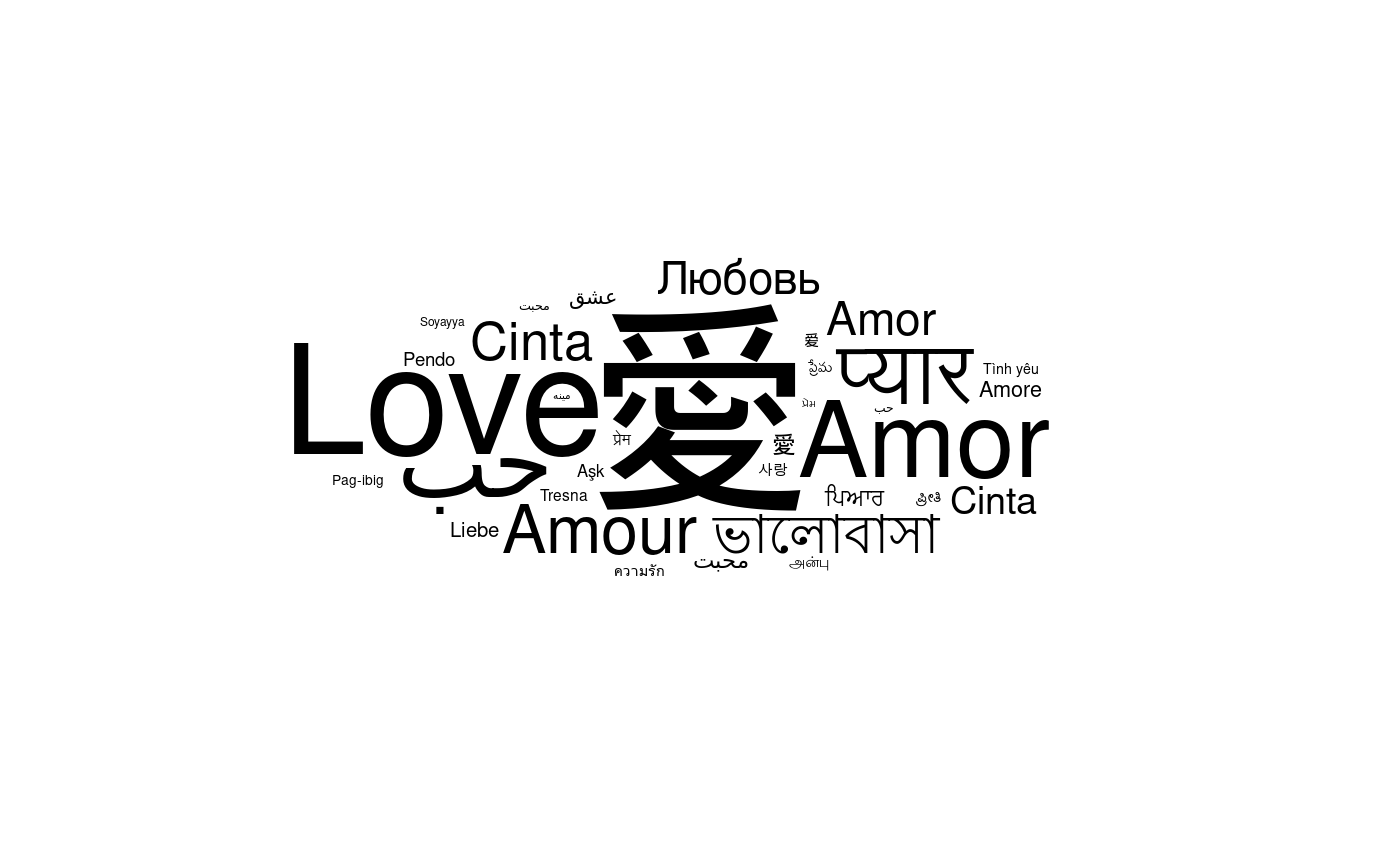 Любовь
عشق
محبت
Amor
Soyayya
Cinta
爱
Pendo
ప్రేమ
प्यार
Tình yêu
Love
愛
Amore
مينه
પ્રેમ
حب
Amor
प्रेम
愛
حب
Aşk
사랑
Pag-ibig
Tresna
ਪਿਆਰ
ಪ್ರೀತಿ
Cinta
Liebe
Amour
ভালোবাসা
محبت
அன்பு
ความรัก